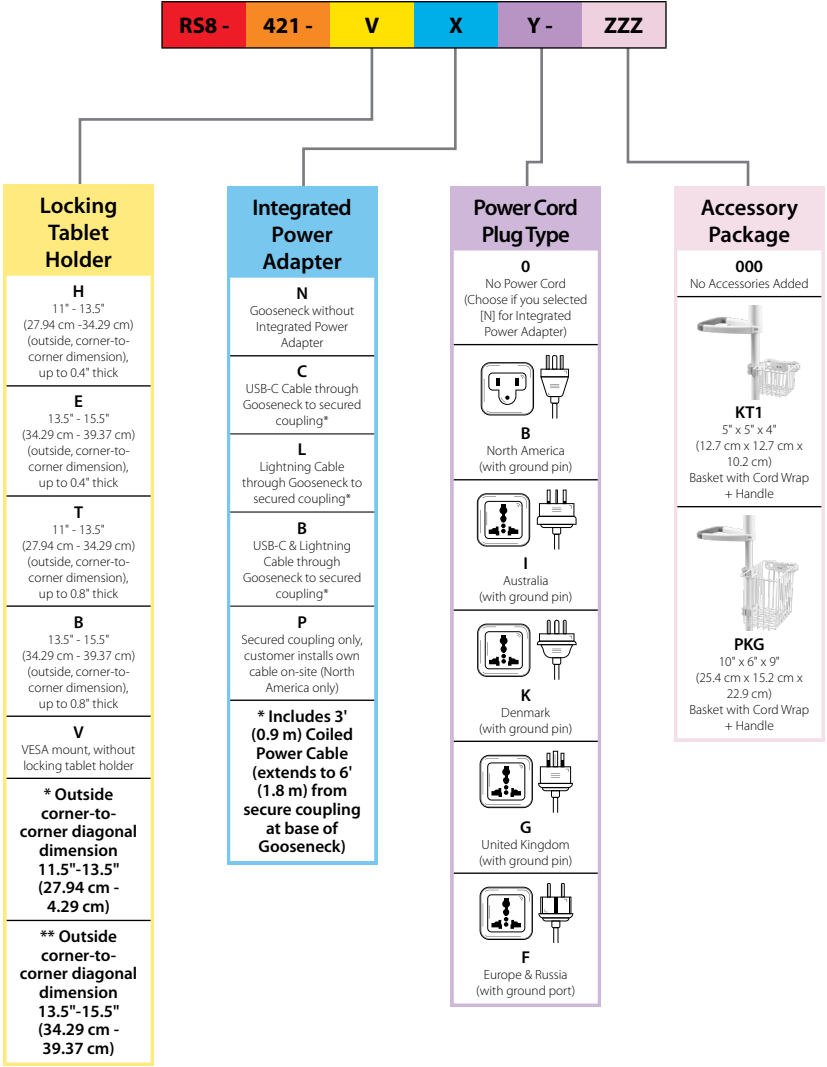 RS8 - 421 - V X Y - ZZZ
Locking
Tablet
Holder
H
11" - 13.5"
(27.94 cm -34.29 cm)
(outside, corner-to-
corner dimension),
up to 0.4" thick
E
13.5" - 15.5"
(34.29 cm - 39.37 cm)
(outside, corner-to-
corner dimension),
up to 0.4" thick
T
11" - 13.5"
(27.94 cm - 34.29 cm)
(outside, corner-to-
corner dimension),
up to 0.8" thick
B
13.5" - 15.5"
(34.29 cm - 39.37 cm)
(outside, corner-to-
corner dimension),
up to 0.8" thick
V
VESA mount, without
locking tablet holder
* Outside
corner-to-
corner diagonal
dimension
11.5"-13.5"
(27.94 cm -
4.29 cm)
** Outside
corner-to-
corner diagonal
dimension
13.5"-15.5"
(34.29 cm -
39.37 cm)
Integrated
Power
Adapter
N
Gooseneck without
Integrated Power
Adapter
C
USB-C Cable through
Gooseneck to secured
coupling*
L
Lightning Cable
through Gooseneck to
secured coupling*
B
USB-C & Lightning
Cable through
Gooseneck to secured
coupling*
P
Secured coupling only,
customer installs own
cable on-site (North
America only)
* Includes 3'
(0.9 m) Coiled
Power Cable
(extends to 6'
(1.8 m) from
secure coupling
at base of
Gooseneck)
Power Cord
Plug Type
0
No Power Cord
(Choose if you selected
[N] for Integrated
Power Adapter)
B
North America
(with ground pin)
I
Australia
(with ground pin)
K
Denmark
(with ground pin)
G
United Kingdom
(with ground pin)
F
Europe & Russia
(with ground port)
Accessory
Package
000
No Accessories Added
KT1
5" x 5" x 4"
(12.7 cm x 12.7 cm x
10.2 cm)
Basket with Cord Wrap
+ Handle
PKG
10" x 6" x 9"
(25.4 cm x 15.2 cm x
22.9 cm)
Basket with Cord Wrap
+ Handle